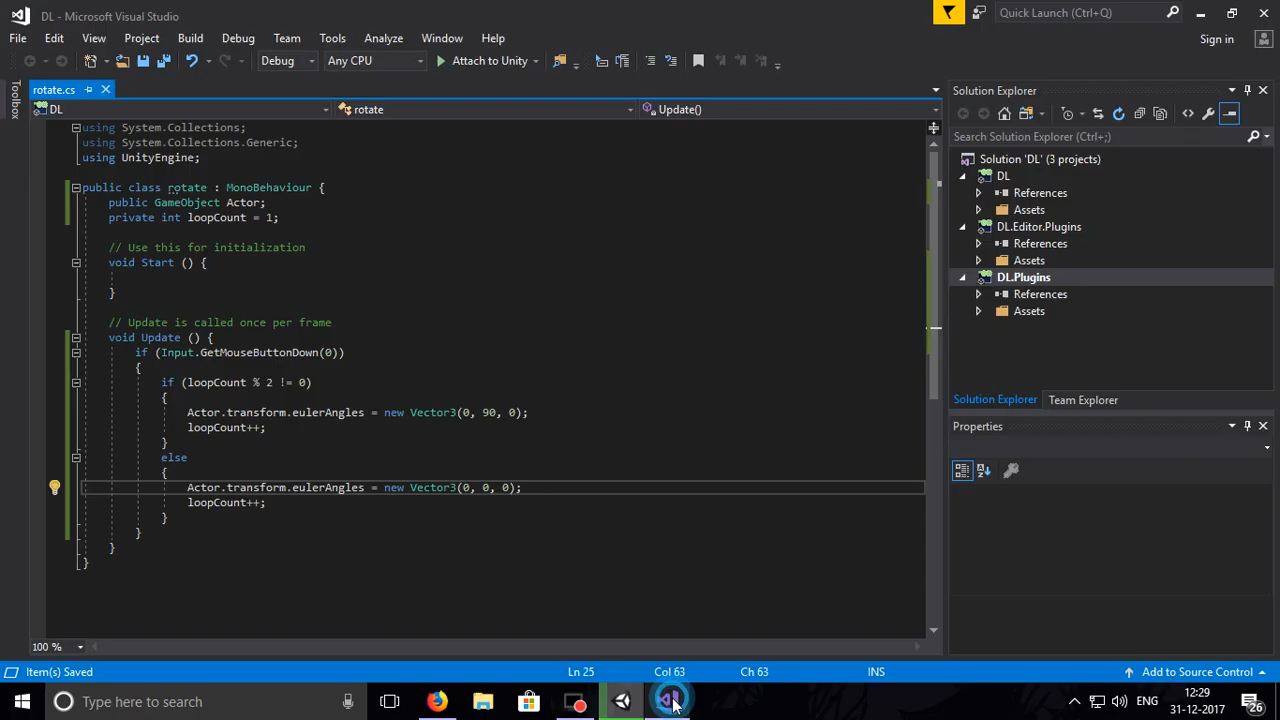 DL - Microsoft Visual Studio
Quick Launch (Ctrl+Q)
File Edit View Project Build Debug Team Tools Analyze Window Help
Sign in
Debug Any CPU Attach to Unity
Toolbox
rotate.cs
DL rotate Update()
using System.Collections;
using System.Collections.Generic;
using UnityEngine;
public class rotate : MonoBehaviour {
public GameObject Actor;
private int loopCount = 1;
// Use this for initialization
void Start () {
}
// Update is called once per frame
void Update () {
if (Input.GetMouseButtonDown(0))
{
if (loopCount % 2 != 0)
{
Actor.transform.eulerAngles = new Vector3(0, 90, 0);
loopCount++;
}
else
{
Actor.transform.eulerAngles = new Vector3(0, 0, 0);
loopCount++;
}
}
}
}
100 %
Solution Explorer
Search Solution Explorer (Ctrl+;)
Solution 'DL' (3 projects)
DL
References
Assets
DL.Editor.Plugins
References
Assets
DL.Plugins
References
Assets
Solution Explorer Team Explorer
Properties
Item(s) Saved Ln 25 Col 63 Ch 63 INS Add to Source Control
Type here to search
ENG
12:29
31-12-2017
26